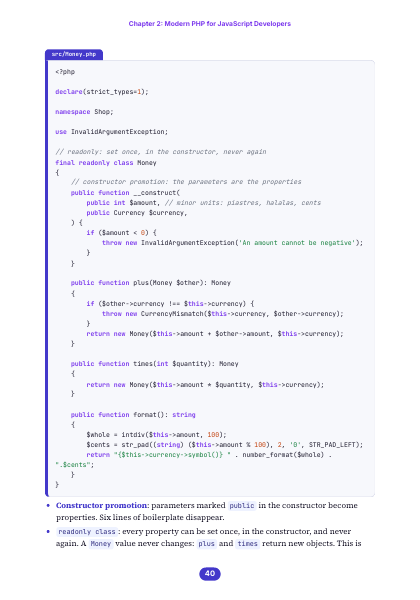 Chapter 2: Modern PHP for JavaScript Developers
src/Money.php
<?php
declare(strict_types=1);
namespace Shop;
use InvalidArgumentException;
// readonly: set once, in the constructor, never again
final readonly class Money
{
    // constructor promotion: the parameters are the properties
    public function __construct(
        public int $amount, // minor units: piastres, halalas, cents
        public Currency $currency,
    ) {
        if ($amount < 0) {
            throw new InvalidArgumentException('An amount cannot be negative');
        }
    }
    public function plus(Money $other): Money
    {
        if ($other->currency !== $this->currency) {
            throw new CurrencyMismatch($this->currency, $other->currency);
        }
        return new Money($this->amount + $other->amount, $this->currency);
    }
    public function times(int $quantity): Money
    {
        return new Money($this->amount * $quantity, $this->currency);
    }
    public function format(): string
    {
        $whole = intdiv($this->amount, 100);
        $cents = str_pad((string) ($this->amount % 100), 2, '0', STR_PAD_LEFT);
        return "{$this->currency->symbol()} " . number_format($whole) .
".$cents";
    }
}
• Constructor promotion: parameters marked public in the constructor become
properties. Six lines of boilerplate disappear.
• readonly class: every property can be set once, in the constructor, and never
again. A Money value never changes: plus and times return new objects. This is
40